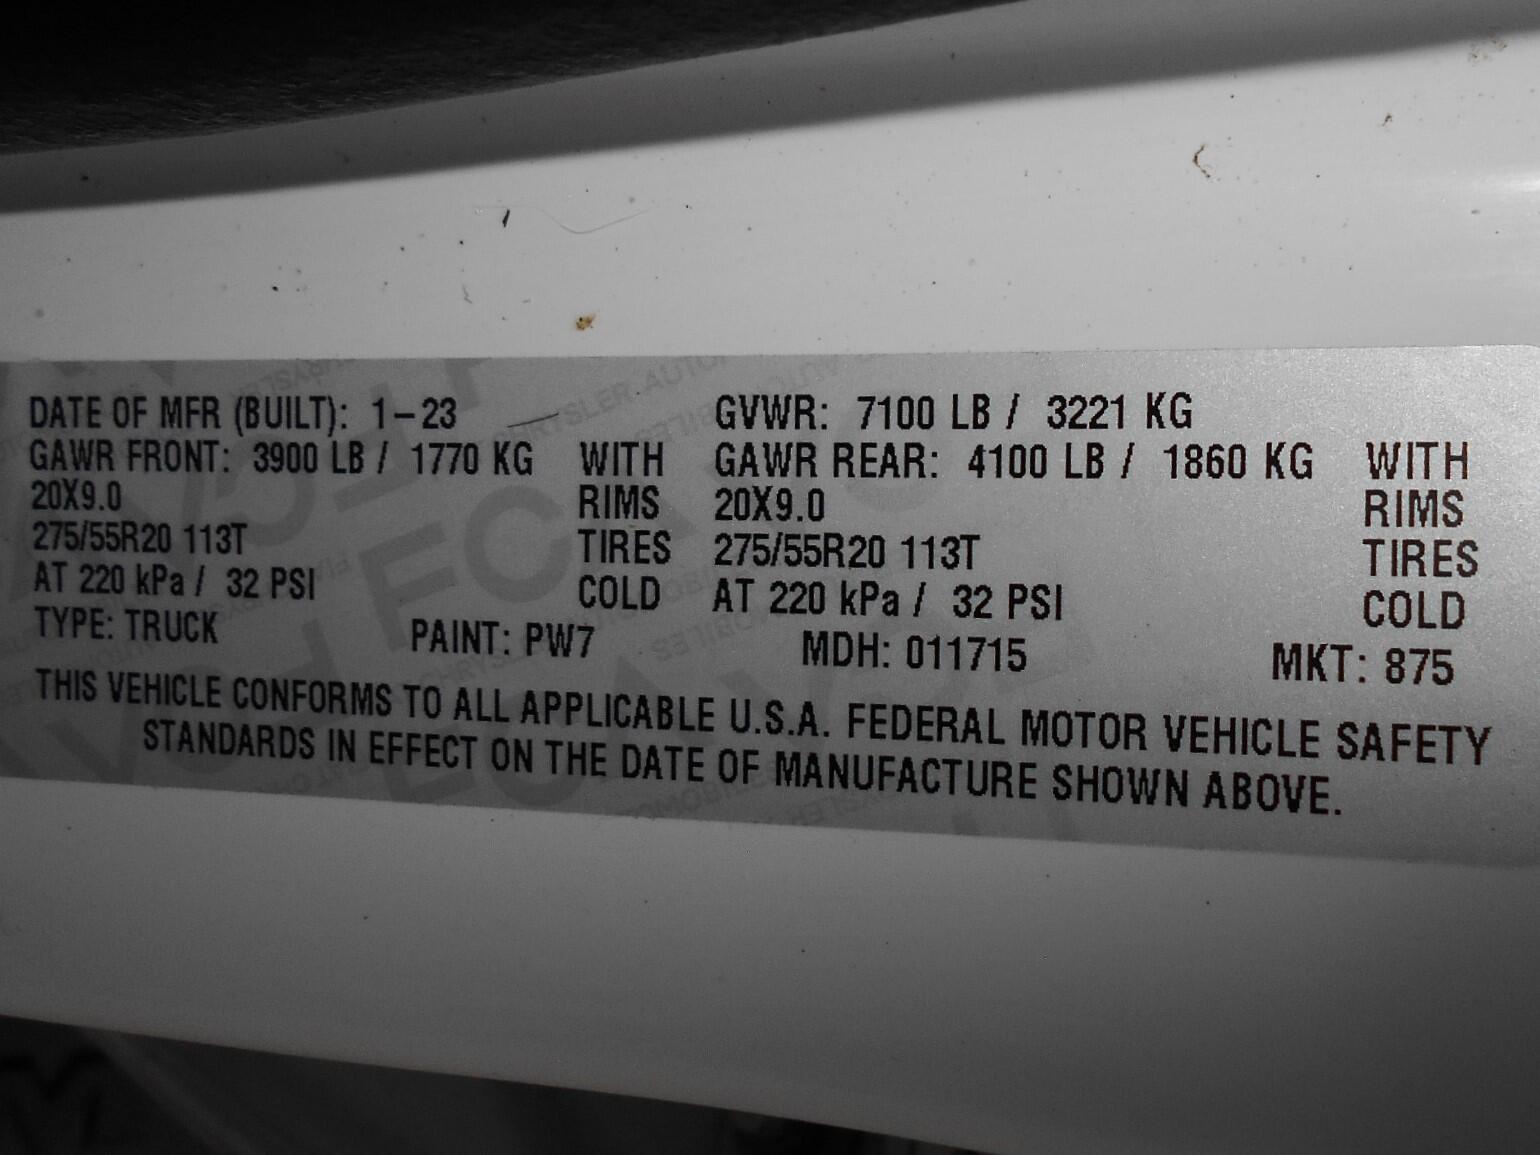 DATE OF MFR (BUILT): 1-23 GVWR: 7100 LB / 3221 KG
GAWR FRONT: 3900 LB / 1770 KG WITH GAWR REAR: 4100 LB / 1860 KG WITH
20X9.0 RIMS 20X9.0 RIMS
275/55R20 113T TIRES 275/55R20 113T TIRES
AT 220 kPa / 32 PSI COLD AT 220 kPa / 32 PSI COLD
TYPE: TRUCK PAINT: PW7 MDH: 011715 MKT: 875
THIS VEHICLE CONFORMS TO ALL APPLICABLE U.S.A. FEDERAL MOTOR VEHICLE SAFETY
STANDARDS IN EFFECT ON THE DATE OF MANUFACTURE SHOWN ABOVE.